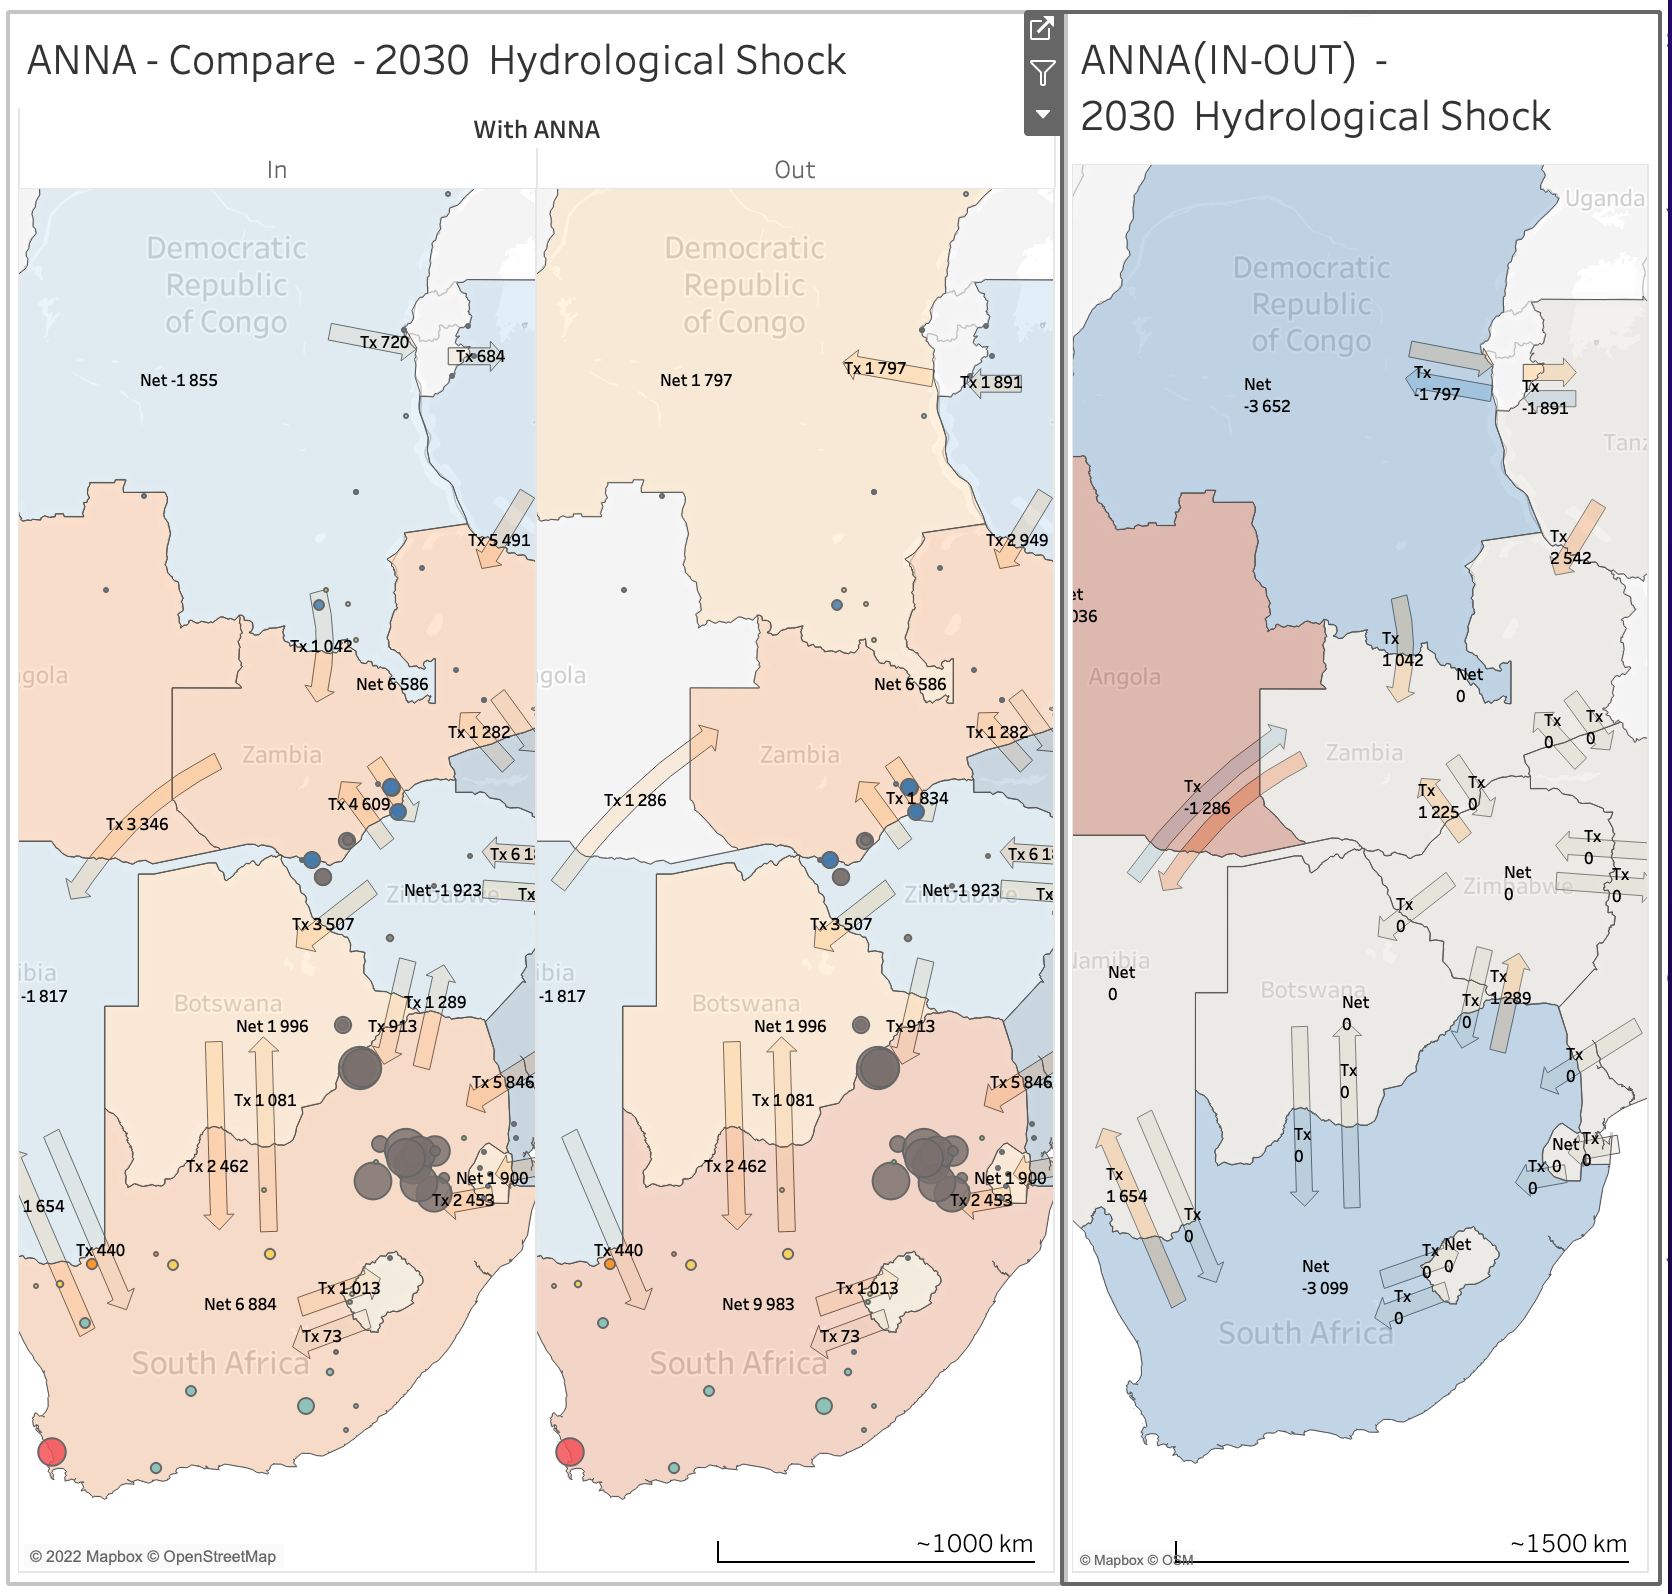 ANNA - Compare - 2030 Hydrological Shock
With ANNA
In
Out
Democratic
Republic
of Congo
Tx 720
Tx 684
Net -1 855
Tx 5 491
Tx 1 042
ngola
Net 6 586
Tx 1 282
Zambia
Tx 4 609
Tx 3 346
Tx 6 18
Net -1 923
Tx
Zimbabwe
Tx 3 507
ibia
-1 817
Botswana
Tx 1 289
Net 1 996
Tx 913
Tx 5 846
Tx 1 081
Tx 2 462
Net 1 900
Tx 2 453
1 654
Tx 440
Tx 1 013
Net 6 884
Tx 73
South Africa
© 2022 Mapbox © OpenStreetMap
Democratic
Republic
of Congo
Tx 1 797
Tx 1 891
Net 1 797
Tx 2 949
ngola
Net 6 586
Tx 1 282
Zambia
Tx 1 286
Tx 1 834
Tx 6 18
Net -1 923
Tx
Zimbabwe
Tx 3 507
ibia
-1 817
Botswana
Net 1 996
Tx 913
Tx 5 846
Tx 1 081
Tx 2 462
Net 1 900
Tx 2 453
Tx 440
Tx 1 013
Net 9 983
Tx 73
South Africa
~1000 km
ANNA(IN-OUT) -
2030 Hydrological Shock
Uganda
Democratic
Republic
of Congo
Net
-3 652
Tx
-1 797
Tx
-1 891
Tanz
Tx
2 542
et
036
Tx
1 042
Net
0
Angola
Tx
0
Tx
0
Zambia
Tx
-1 286
Tx
1 225
Tx
0
Tx
0
Net
0
Tx
0
Zimbabwe
Tx
0
Namibia
Net
0
Botswana
Net
0
Tx
1 289
Tx
0
Tx
0
Tx
0
Tx
0
Net
0
Tx
0
Tx
0
Tx
1 654
Tx
0
Tx
0
Net
0
Net
-3 099
Tx
0
South Africa
© Mapbox © OSM
~1500 km